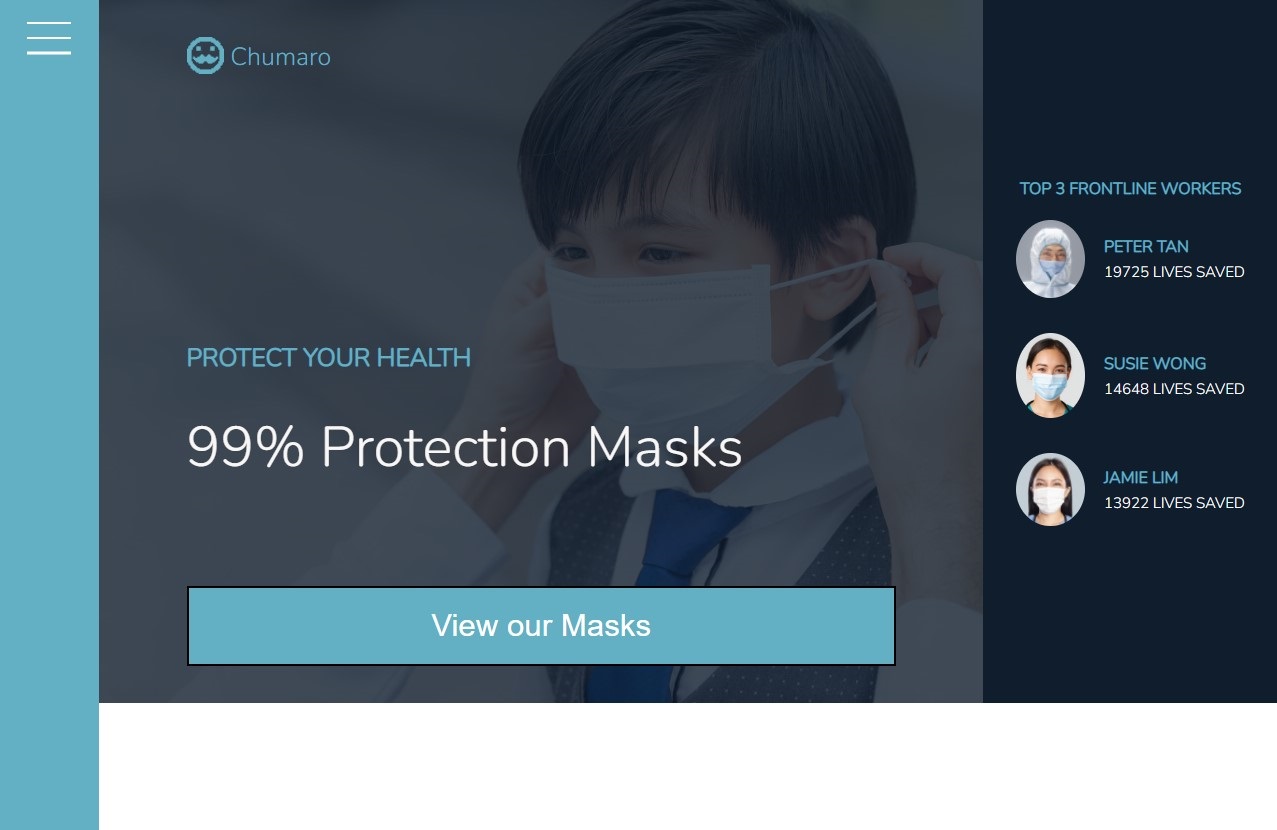 Chumaro
PROTECT YOUR HEALTH
99% Protection Masks
View our Masks
TOP 3 FRONTLINE WORKERS
PETER TAN
19725 LIVES SAVED
SUSIE WONG
14648 LIVES SAVED
JAMIE LIM
13922 LIVES SAVED